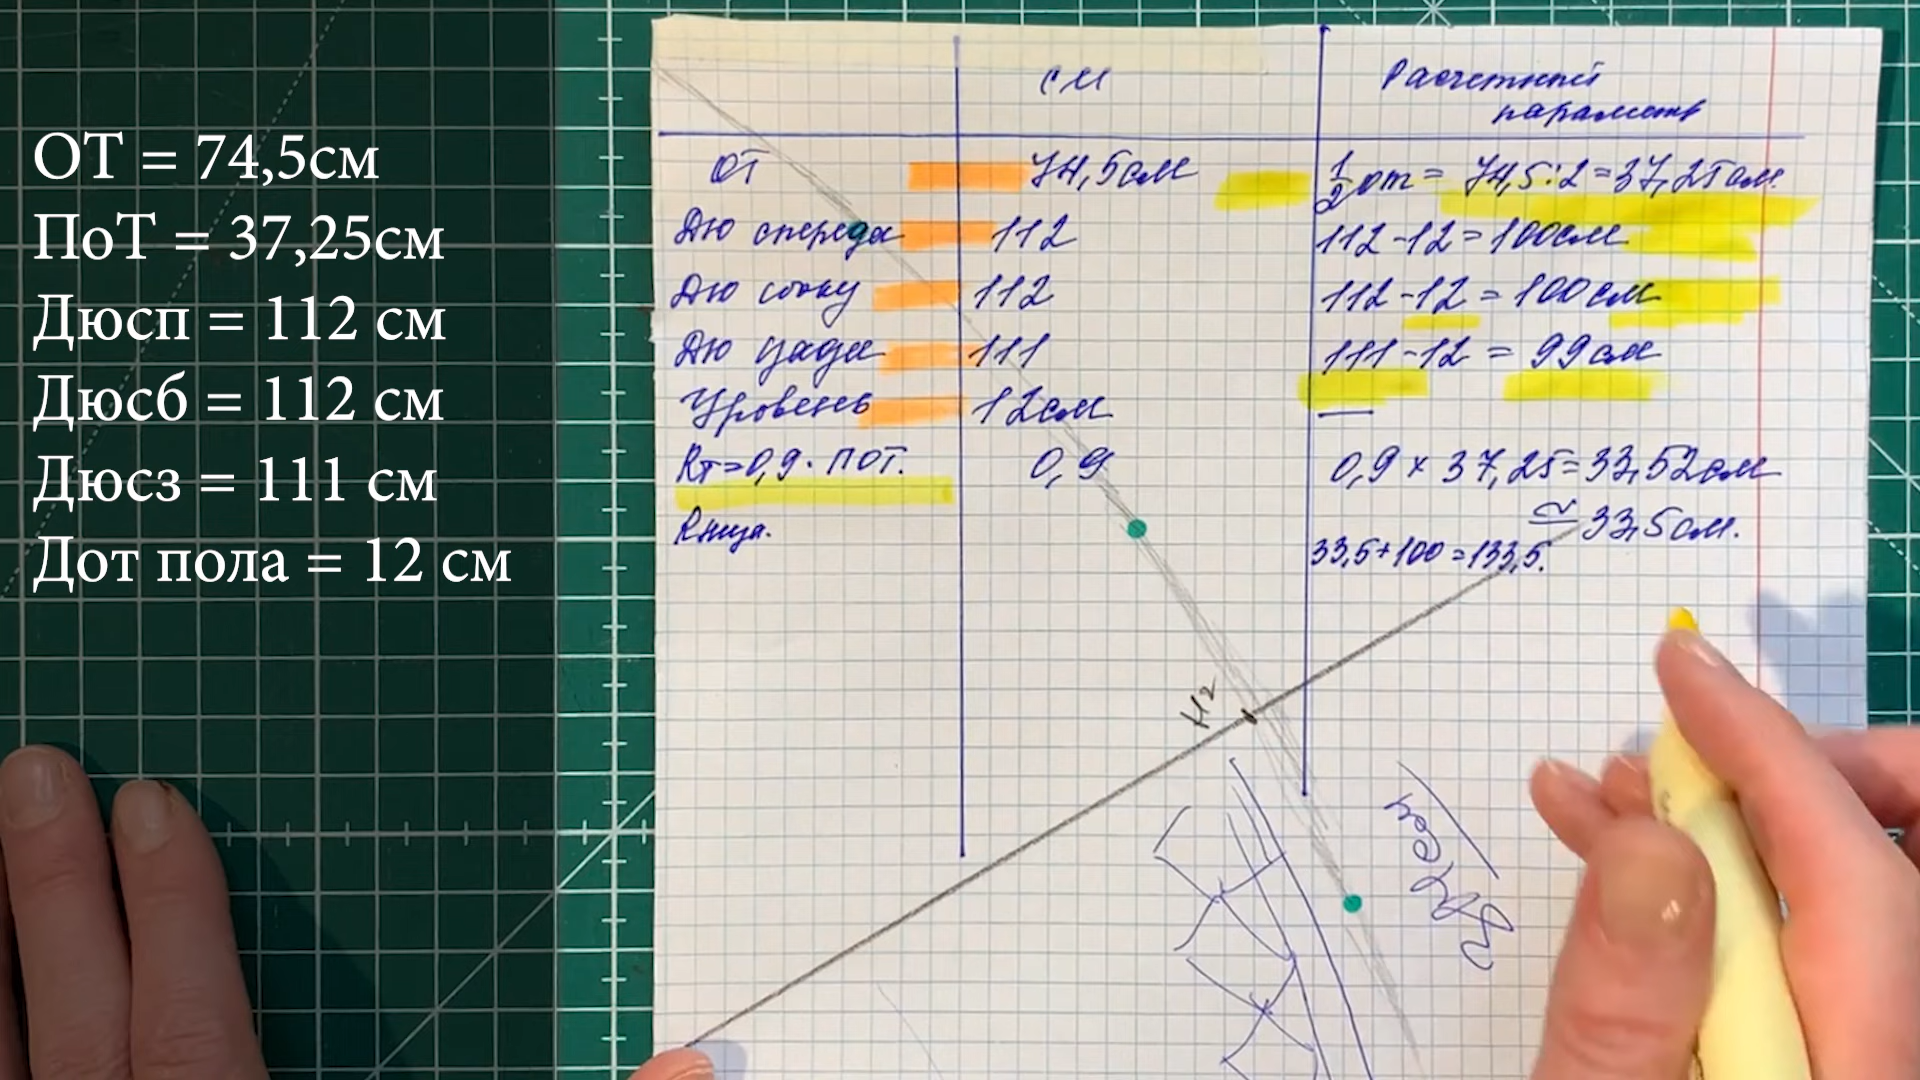 ОТ = 74,5см
ПоТ = 37,25см
Дюсп = 112 см
Дюсб = 112 см
Дюсз = 111 см
Дот пола = 12 см
см Расчетный
параметр
ОТ 74,5см 1/2 от = 74,5:2=37,25см.
Дю спереди 112 112-12=100см
Дю сбоку 112 112-12=100см
Дю сзади 111 111-12=99см
Уровень 12см —
Rт=0,9·ПОТ. 0,9 0,9×37,25=33,52см
≃33,5см.
Rниза. 33,5+100=133,5.
H2